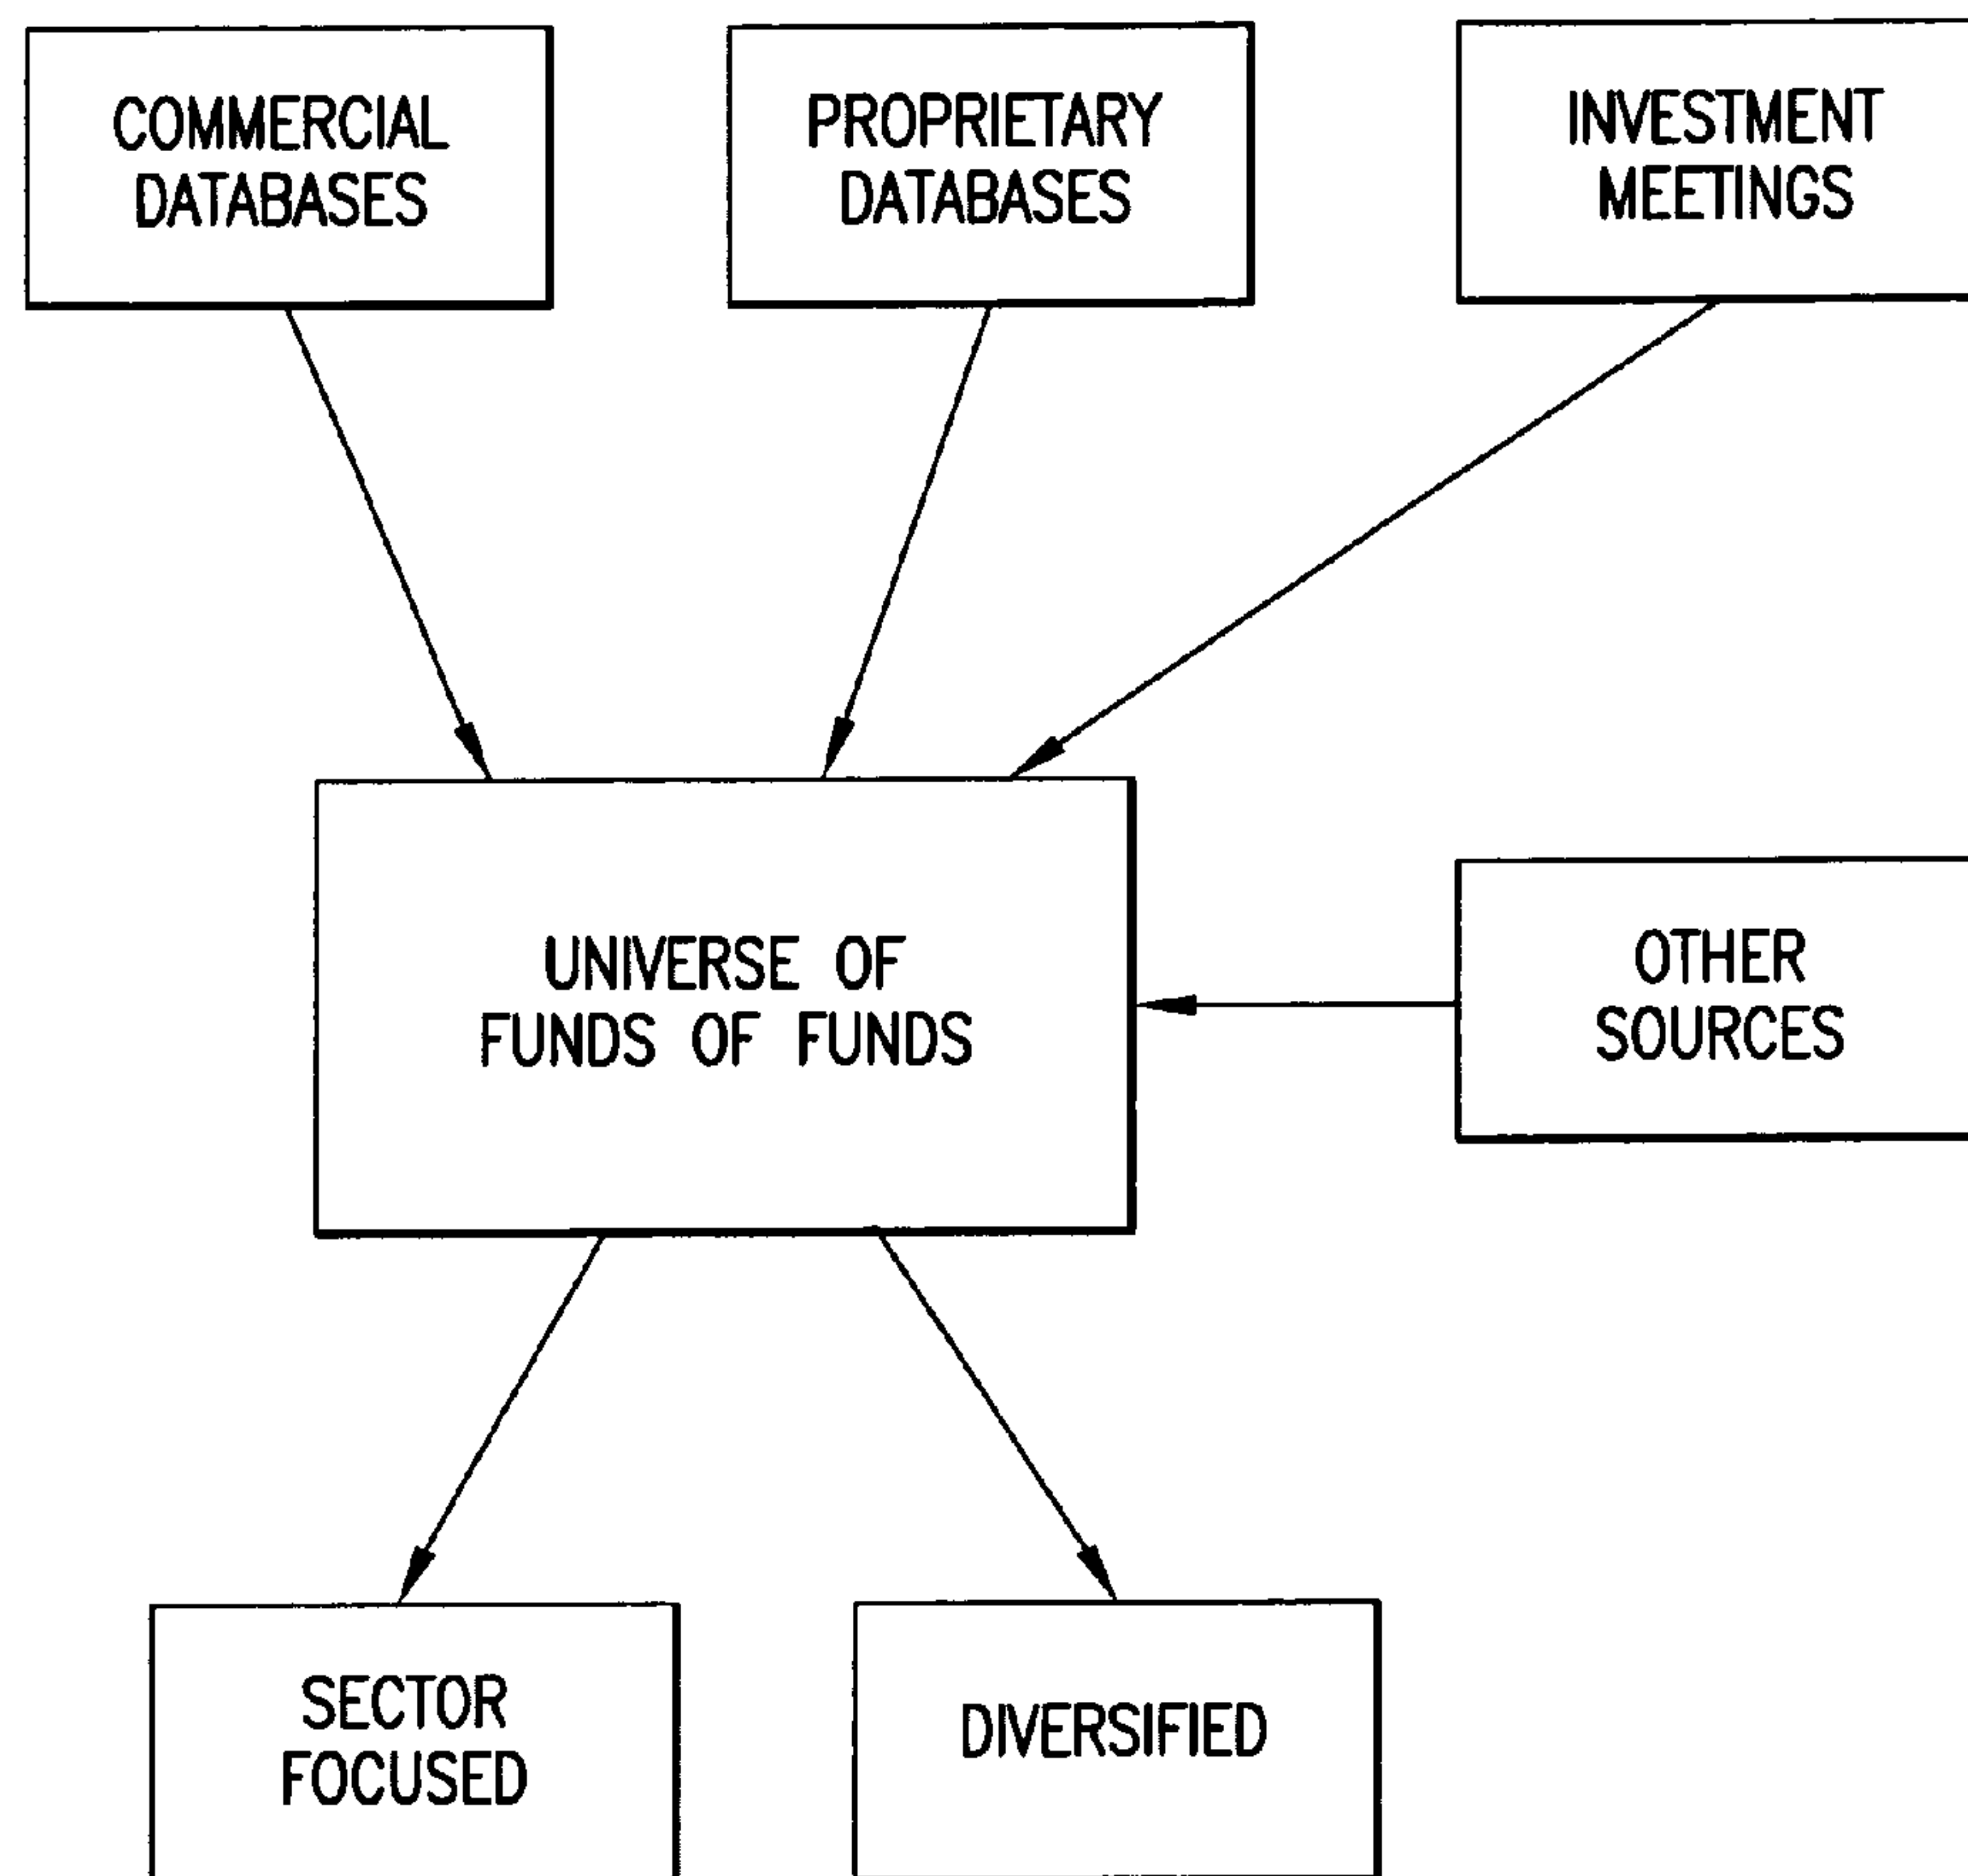 COMMERCIAL
DATABASES
PROPRIETARY
DATABASES
INVESTMENT
MEETINGS
UNIVERSE OF
FUNDS OF FUNDS
OTHER
SOURCES
SECTOR
FOCUSED
DIVERSIFIED